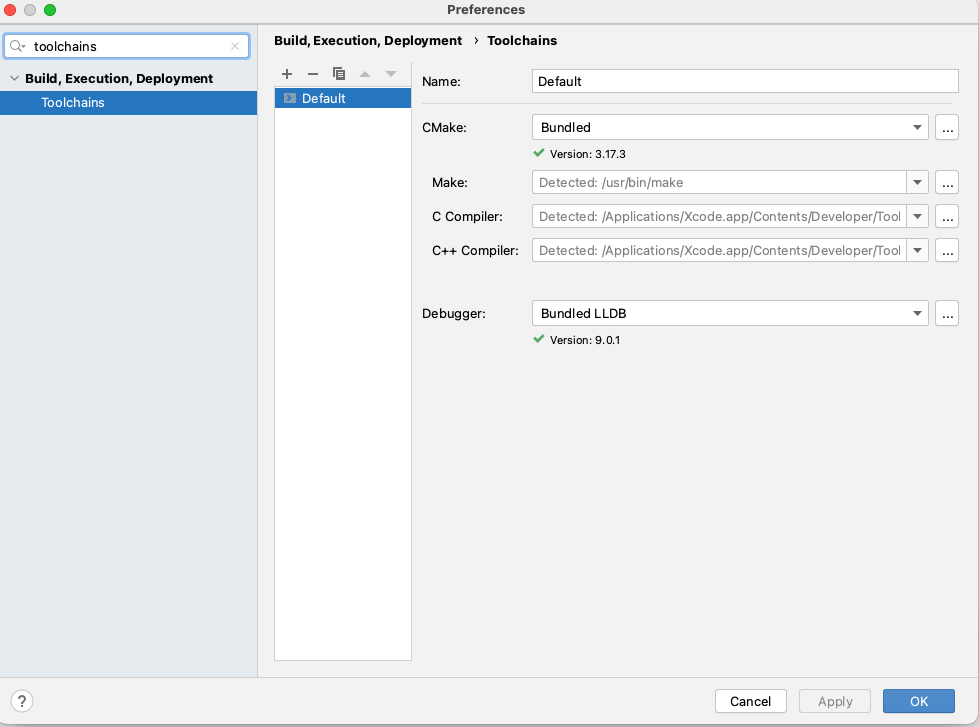 Preferences
toolchains
Build, Execution, Deployment
Toolchains
Build, Execution, Deployment › Toolchains
Default
Name: Default
CMake: Bundled ...
Version: 3.17.3
Make: Detected: /usr/bin/make ...
C Compiler: Detected: /Applications/Xcode.app/Contents/Developer/Tool ...
C++ Compiler: Detected: /Applications/Xcode.app/Contents/Developer/Tool ...
Debugger: Bundled LLDB ...
Version: 9.0.1
? Cancel Apply OK